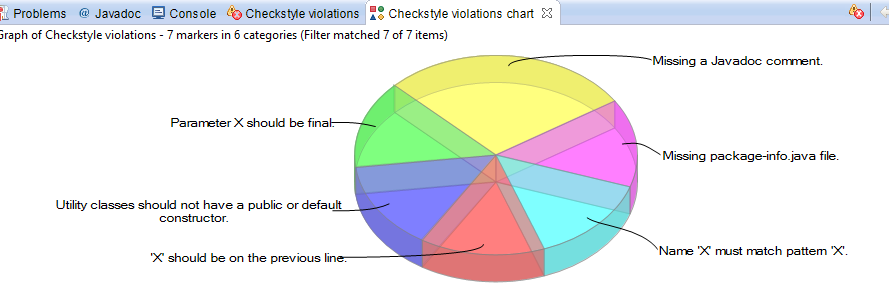 Problems @ Javadoc Console Checkstyle violations Checkstyle violations chart
Graph of Checkstyle violations - 7 markers in 6 categories (Filter matched 7 of 7 items)
Missing a Javadoc comment.
Parameter X should be final.
Missing package-info.java file.
Utility classes should not have a public or default
constructor.
Name 'X' must match pattern 'X'.
'X' should be on the previous line.